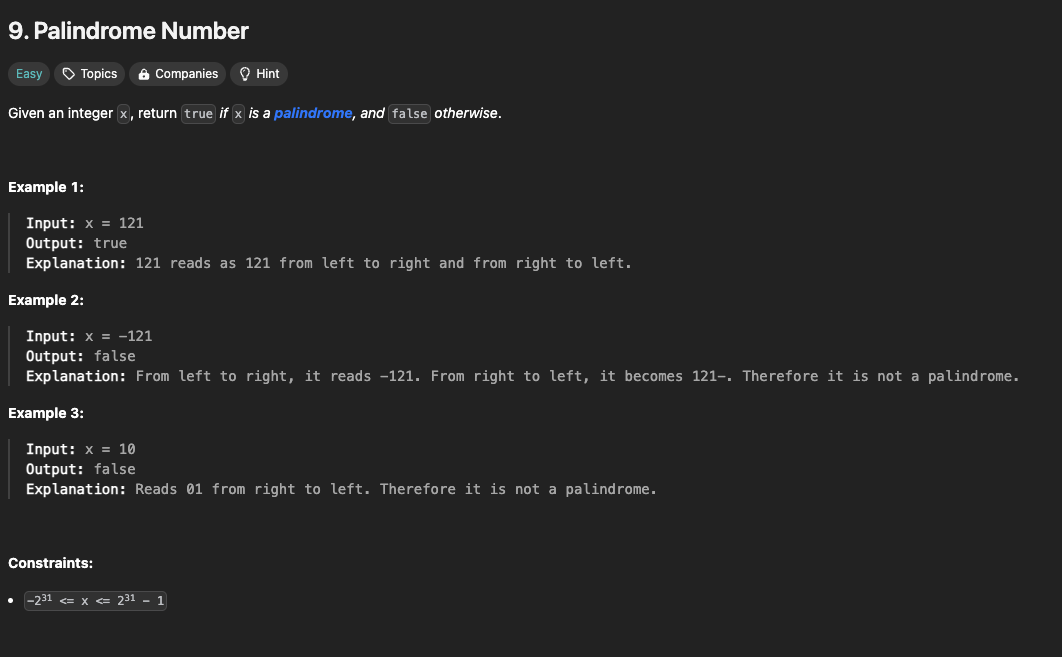 9. Palindrome Number
Easy Topics Companies Hint
Given an integer x, return true if x is a palindrome, and false otherwise.
Example 1:
Input: x = 121
Output: true
Explanation: 121 reads as 121 from left to right and from right to left.
Example 2:
Input: x = -121
Output: false
Explanation: From left to right, it reads -121. From right to left, it becomes 121-. Therefore it is not a palindrome.
Example 3:
Input: x = 10
Output: false
Explanation: Reads 01 from right to left. Therefore it is not a palindrome.
Constraints:
• -2³¹ <= x <= 2³¹ - 1